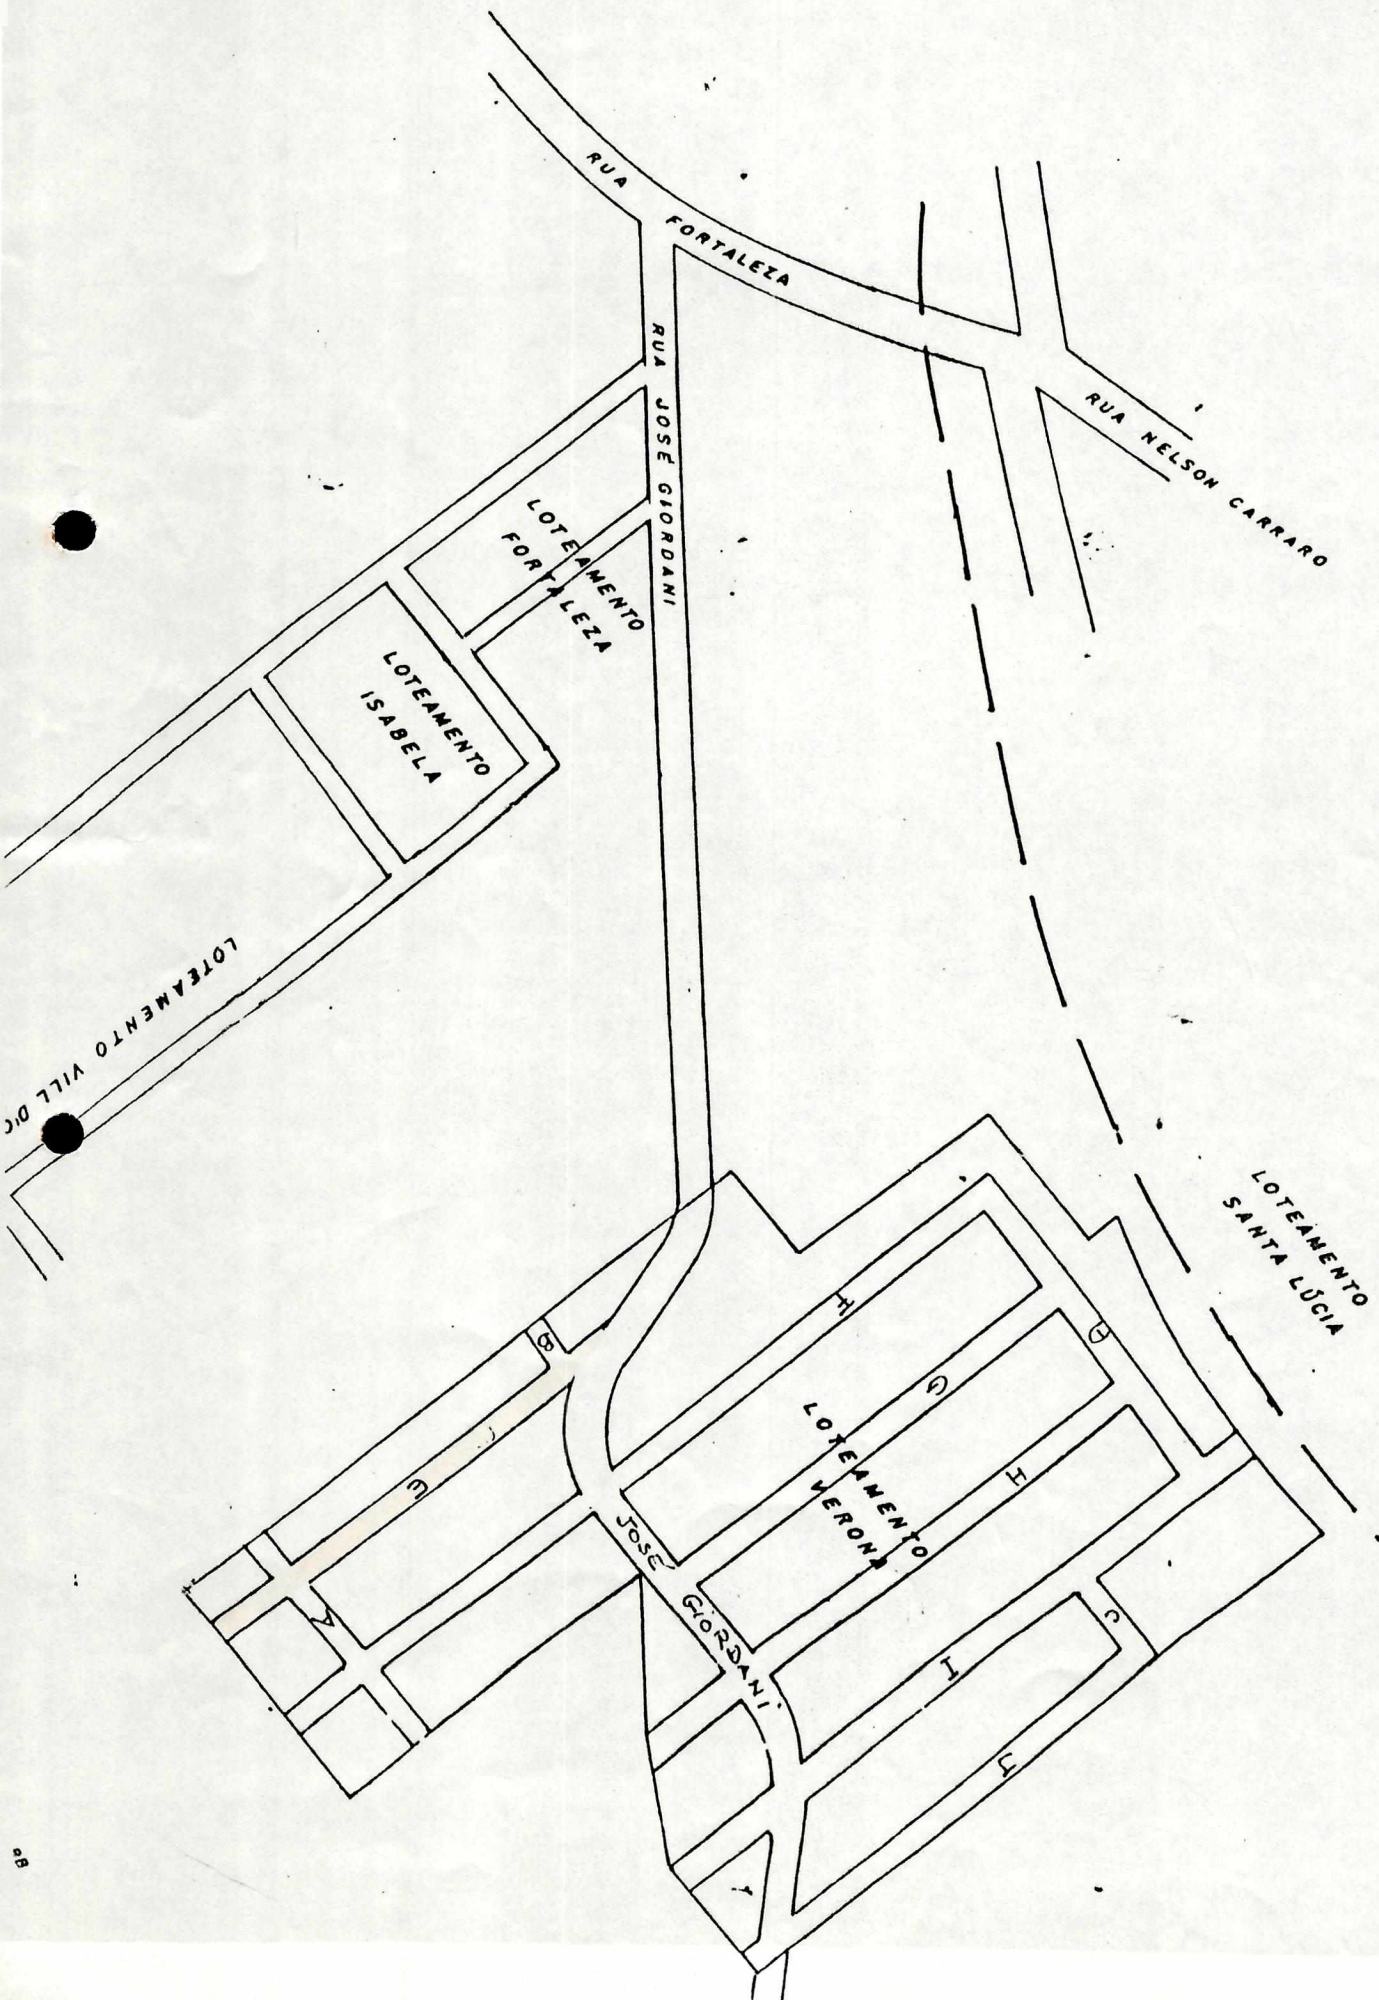 RUA FORTALEZA
RUA JOSÉ GIORDANI
RUA NELSON CARRARO
LOTEAMENTO
FORTALEZA
LOTEAMENTO
ISABELA
LOTEAMENTO VILL D'O
LOTEAMENTO
SANTA LÚCIA
B
F
D
G
LOTEAMENTO
VERONA
H
E
JOSÉ GIORDANI
A
C
I
J